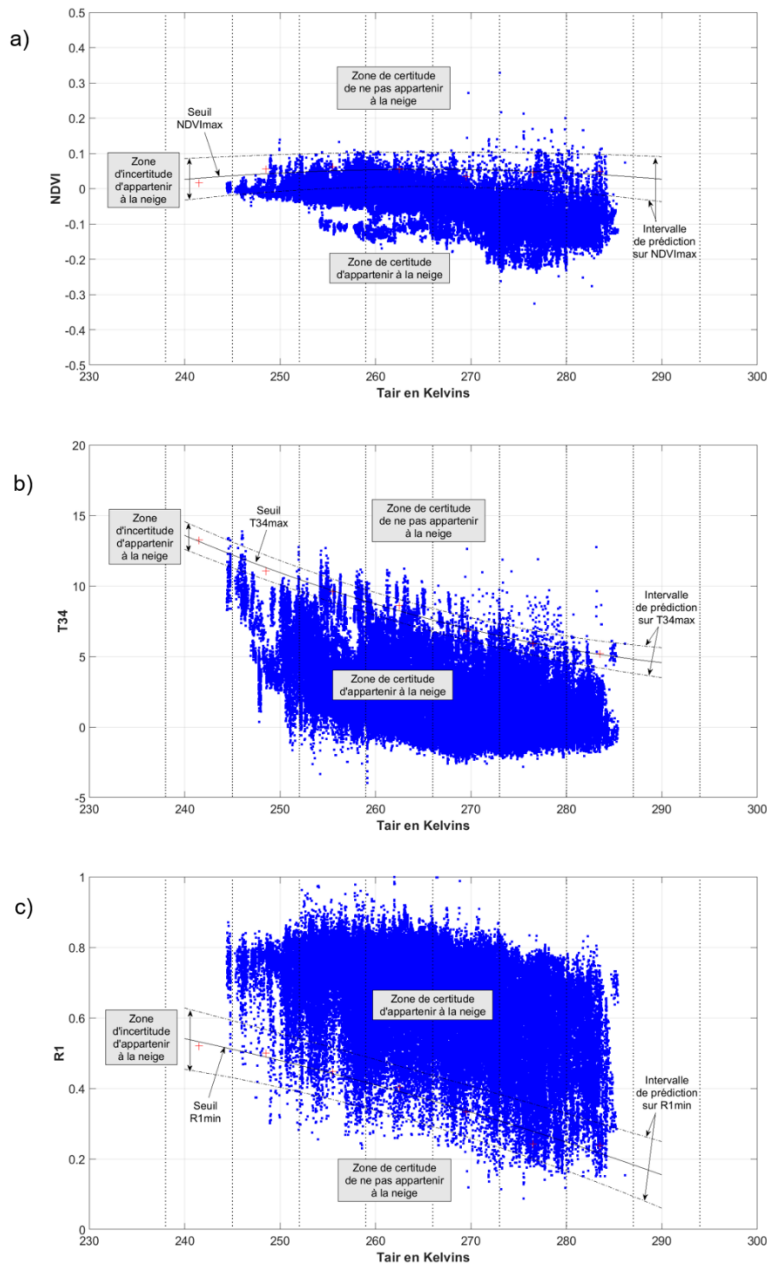 a)
0.5
0.4
0.3
0.2
0.1
0
-0.1
-0.2
-0.3
-0.4
-0.5
NDVI
Zone de certitude
de ne pas appartenir
à la neige
Seuil
NDVImax
Zone
d'incertitude
d'appartenir
à la neige
Zone de certitude
d'appartenir à la neige
Intervalle
de prédiction
sur NDVImax
230 240 250 260 270 280 290 300
Tair en Kelvins
b)
20
15
10
5
0
-5
T34
Zone
d'incertitude
d'appartenir
à la neige
Seuil
T34max
Zone de certitude
de ne pas appartenir
à la neige
Intervalle
de prédiction
sur T34max
Zone de certitude
d'appartenir à la neige
230 240 250 260 270 280 290 300
Tair en Kelvins
c)
1
0.8
0.6
0.4
0.2
0
R1
Zone de certitude
d'appartenir à la neige
Zone
d'incertitude
d'appartenir
à la neige
Seuil
R1min
Intervalle
de prédiction
sur R1min
Zone de certitude
de ne pas appartenir
à la neige
230 240 250 260 270 280 290 300
Tair en Kelvins